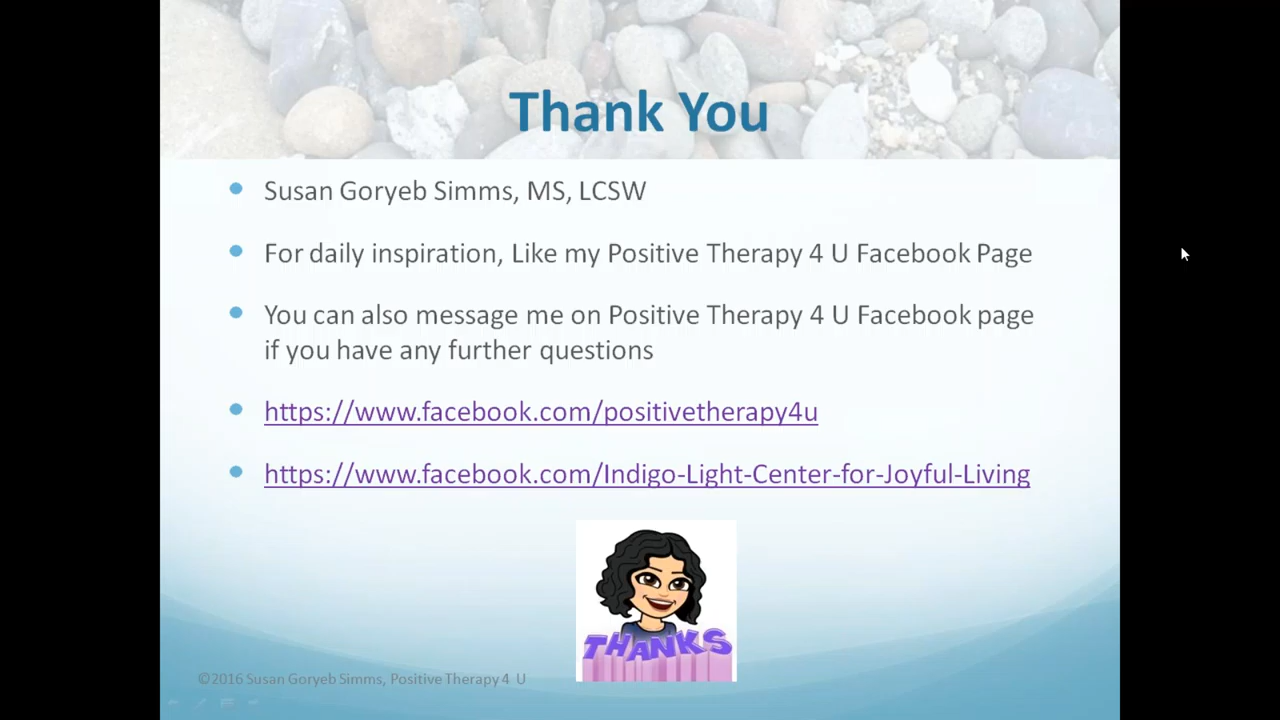 Thank You
Susan Goryeb Simms, MS, LCSW
For daily inspiration, Like my Positive Therapy 4 U Facebook Page
You can also message me on Positive Therapy 4 U Facebook page
if you have any further questions
https://www.facebook.com/positivetherapy4u
https://www.facebook.com/Indigo-Light-Center-for-Joyful-Living
THANKS
©2016 Susan Goryeb Simms, Positive Therapy 4 U